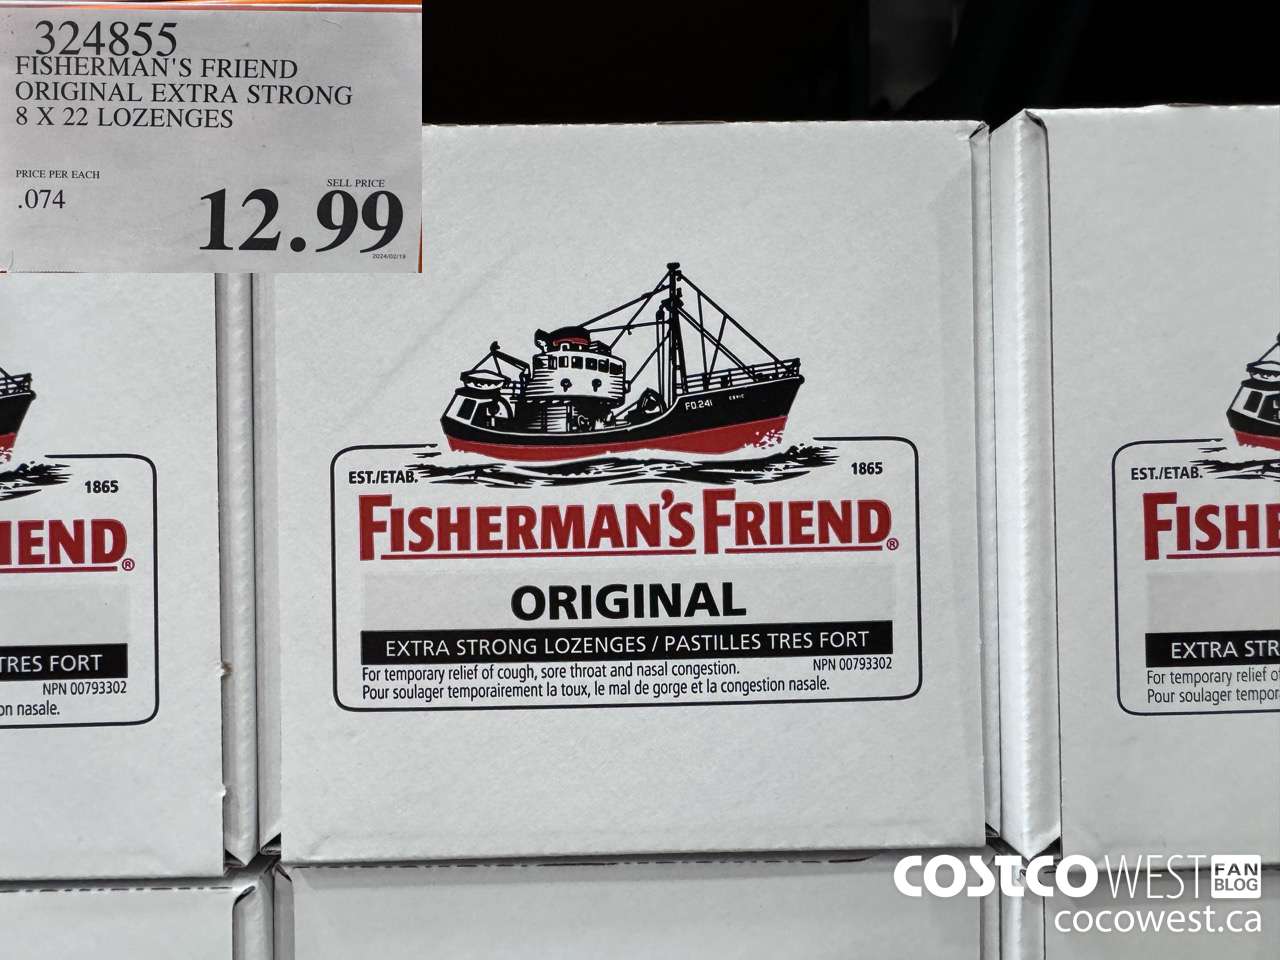 324855
FISHERMAN'S FRIEND
ORIGINAL EXTRA STRONG
8 X 22 LOZENGES
PRICE PER EACH
.074
SELL PRICE
12.99
2024/02/19
FD.241
EST./ETAB.
1865
FISHERMAN'S FRIEND®
ORIGINAL
EXTRA STRONG LOZENGES / PASTILLES TRES FORT
For temporary relief of cough, sore throat and nasal congestion.
NPN 00793302
Pour soulager temporairement la toux, le mal de gorge et la congestion nasale.
1865
IEND®
TRES FORT
NPN 00793302
on nasale.
EST./ETAB.
FISHE
EXTRA STR
For temporary relief of
Pour soulager tempor
COSTCO WEST FAN BLOG
cocowest.ca